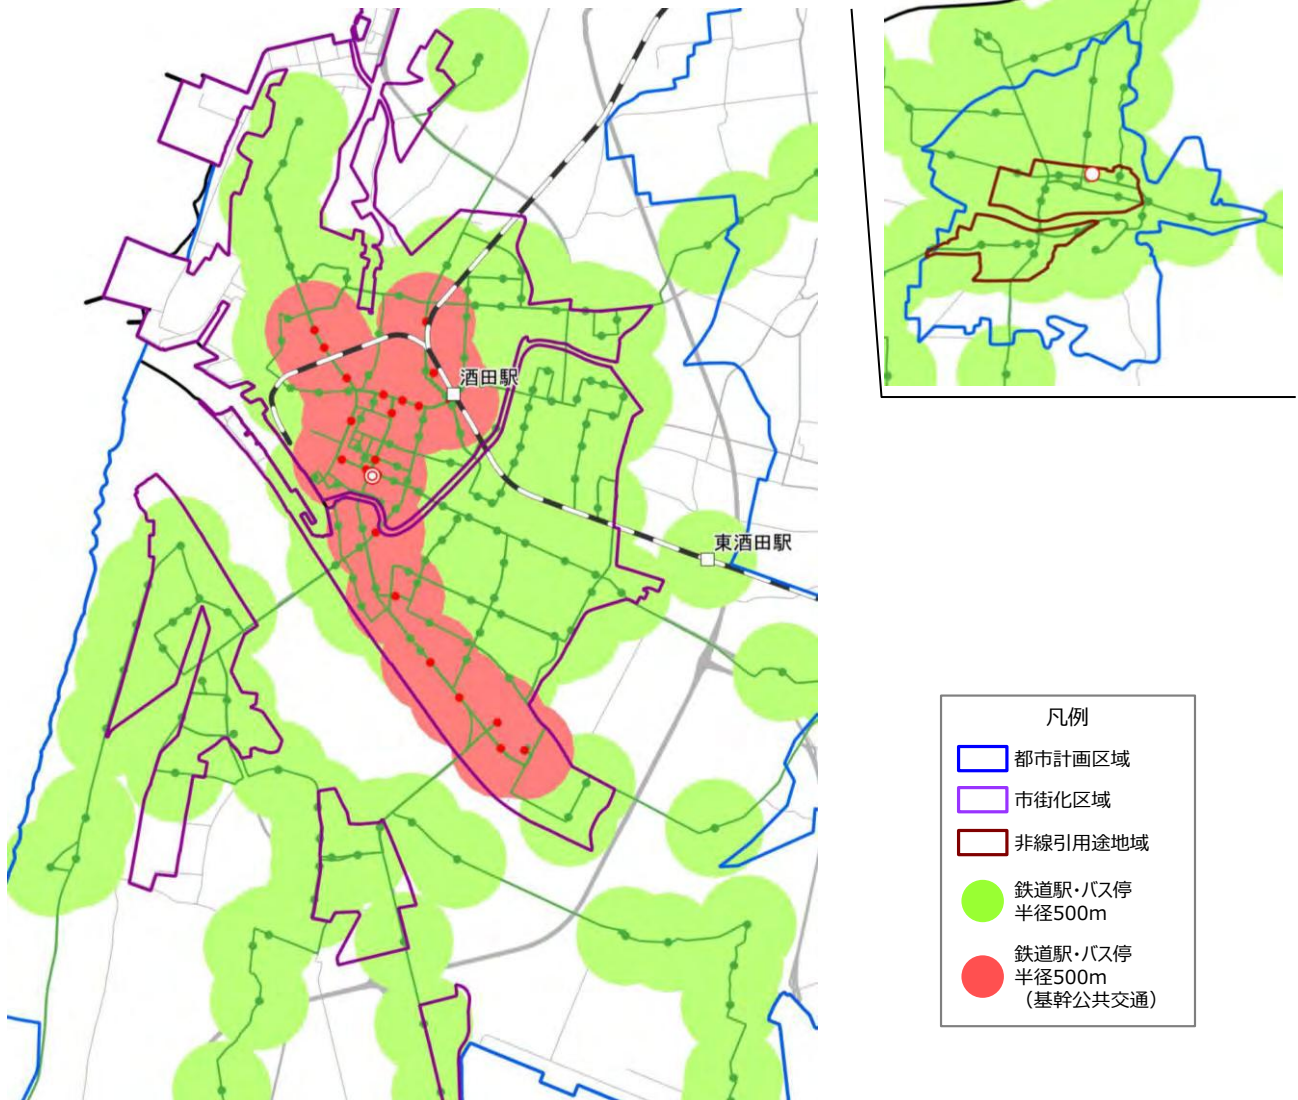 酒田駅
東酒田駅
凡例
都市計画区域
市街化区域
非線引用途地域
鉄道駅・バス停
半径500m
鉄道駅・バス停
半径500m
（基幹公共交通）